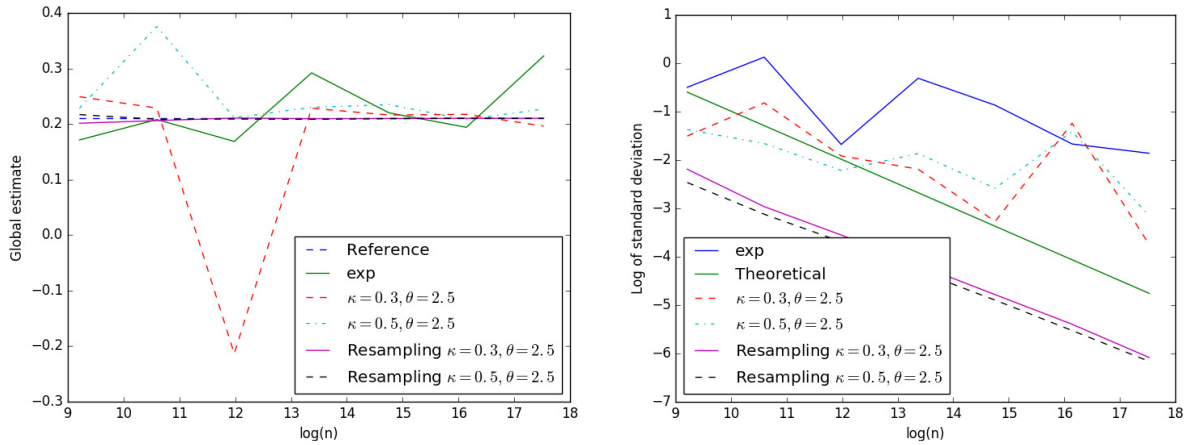 0.4
0.3
0.2
0.1
0.0
−0.1
−0.2
−0.3
Global estimate
9 10 11 12 13 14 15 16 17 18
log(n)
Reference
exp
κ = 0.3, θ = 2.5
κ = 0.5, θ = 2.5
Resampling κ = 0.3, θ = 2.5
Resampling κ = 0.5, θ = 2.5
1
0
−1
−2
−3
−4
−5
−6
−7
Log of standard deviation
9 10 11 12 13 14 15 16 17 18
log(n)
exp
Theoretical
κ = 0.3, θ = 2.5
κ = 0.5, θ = 2.5
Resampling κ = 0.3, θ = 2.5
Resampling κ = 0.5, θ = 2.5